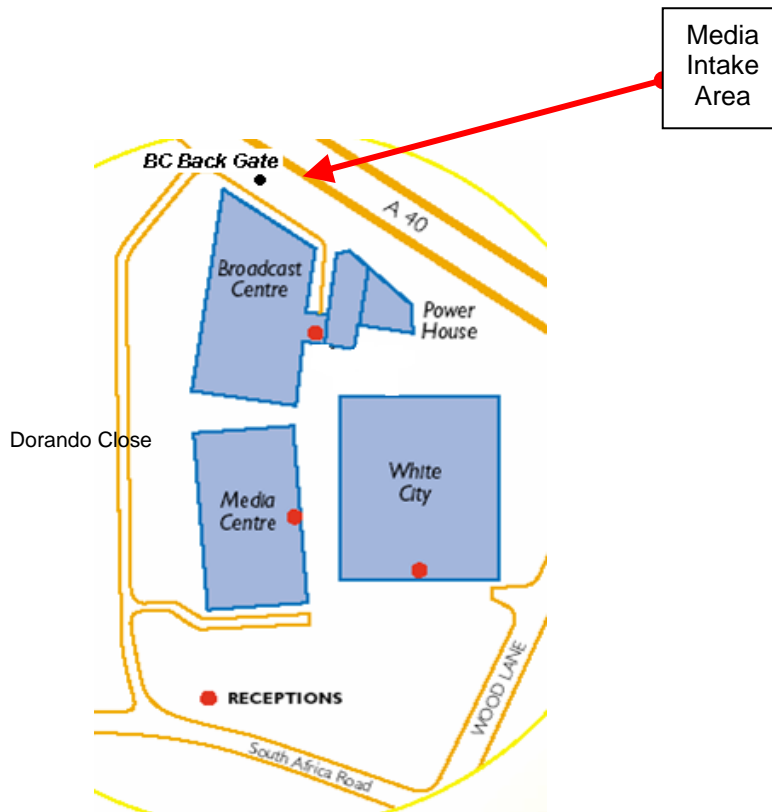 Media
Intake
Area
BC Back Gate
A 40
Broadcast
Centre
Power
House
Dorando Close
White
City
Media
Centre
RECEPTIONS
WOOD LANE
South Africa Road